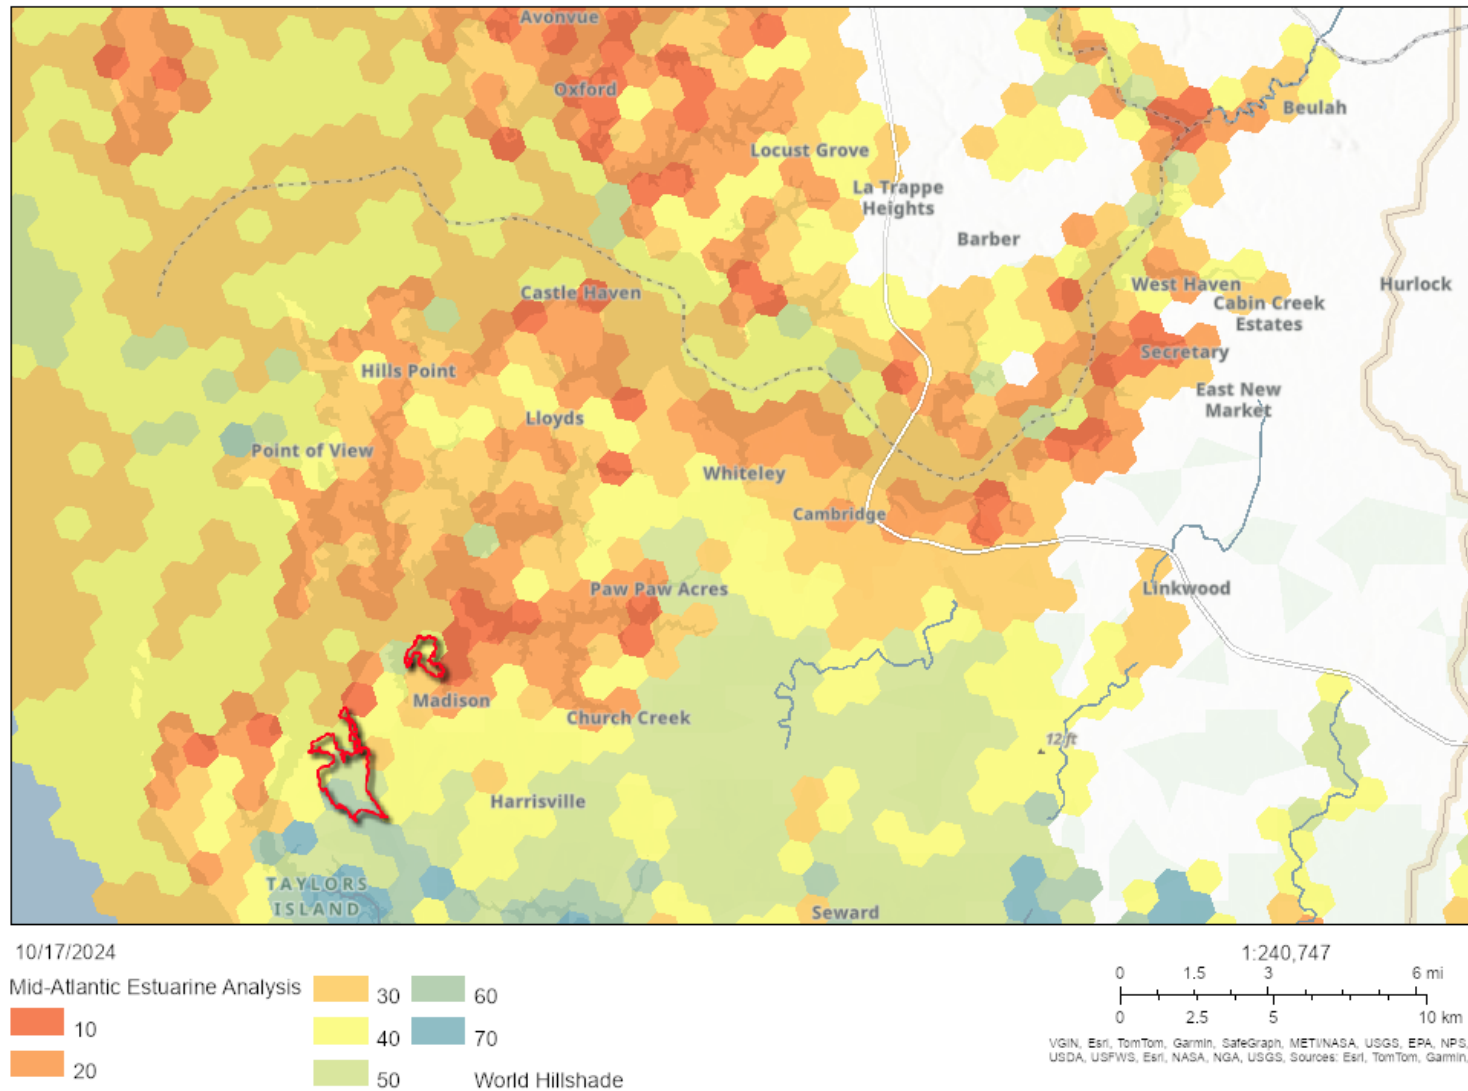 Avonvue
Oxford
Beulah
Locust Grove
La Trappe
Heights
Barber
West Haven
Hurlock
Castle Haven
Cabin Creek
Estates
Secretary
Hills Point
East New
Market
Lloyds
Point of View
Whiteley
Cambridge
Paw Paw Acres
Linkwood
Madison
Church Creek
12 ft
Harrisville
TAYLORS
ISLAND
Seward
10/17/2024
Mid-Atlantic Estuarine Analysis
10
20
30
40
50
60
70
World Hillshade
1:240,747
0 1.5 3 6 mi
0 2.5 5 10 km
VGIN, Esri, TomTom, Garmin, SafeGraph, METI/NASA, USGS, EPA, NPS,
USDA, USFWS, Esri, NASA, NGA, USGS, Sources: Esri, TomTom, Garmin,